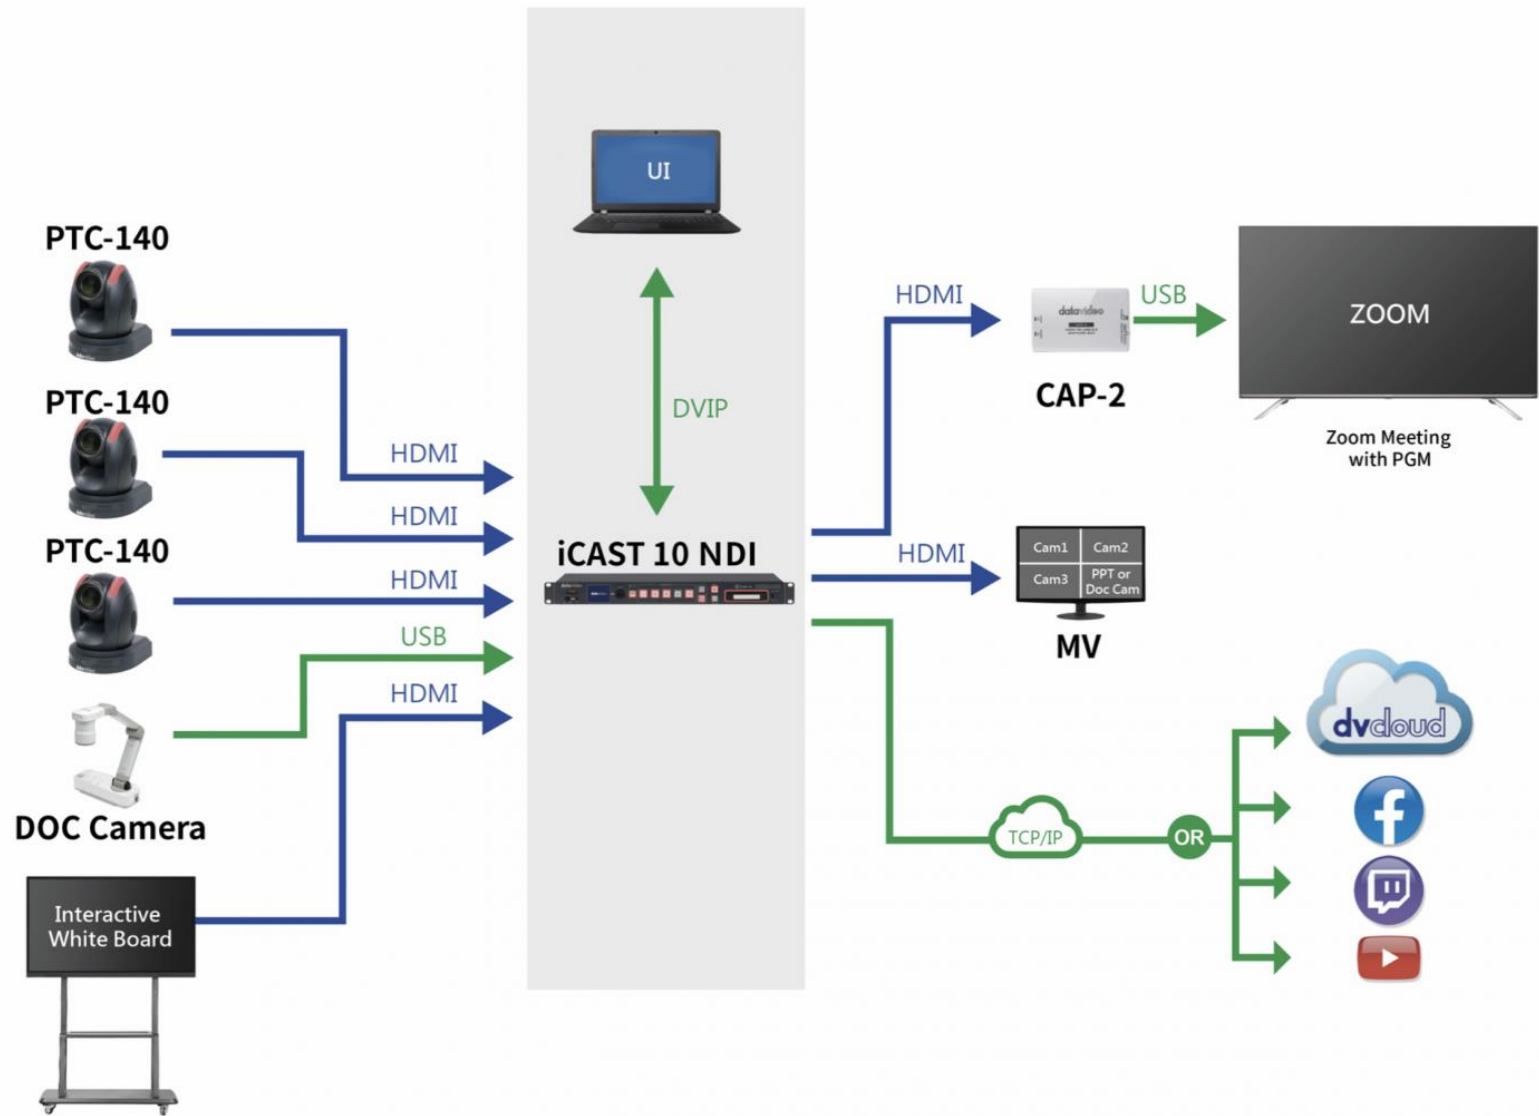 UI
PTC-140
PTC-140
PTC-140
DOC Camera
Interactive
White Board
HDMI
HDMI
HDMI
USB
HDMI
DVIP
iCAST 10 NDI
HDMI
datavideo
CAP-2
USB
ZOOM
Zoom Meeting
with PGM
HDMI
Cam1
Cam2
Cam3
PPT or
Doc Cam
MV
TCP/IP
OR
dvcloud